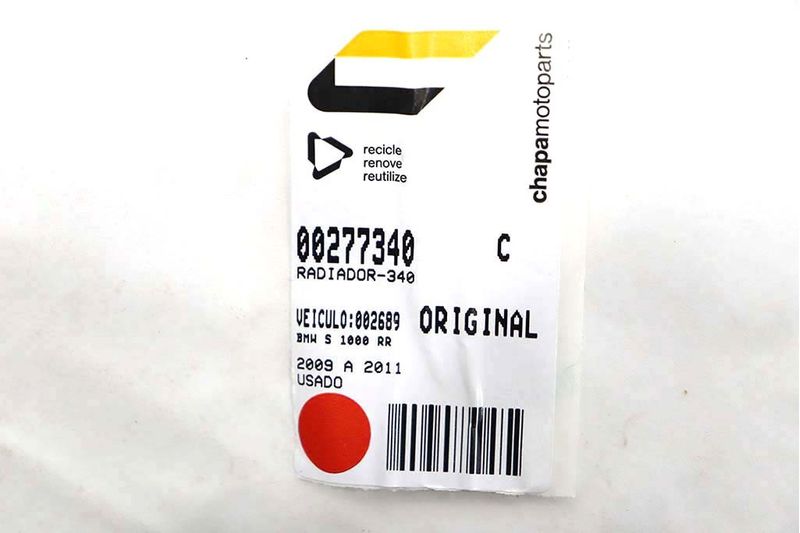 chapamotoparts
recicle
renove
reutilize
00277340 C
RADIADOR-340
VEICULO:002689 ORIGINAL
BMW S 1000 RR
2009 A 2011
USADO